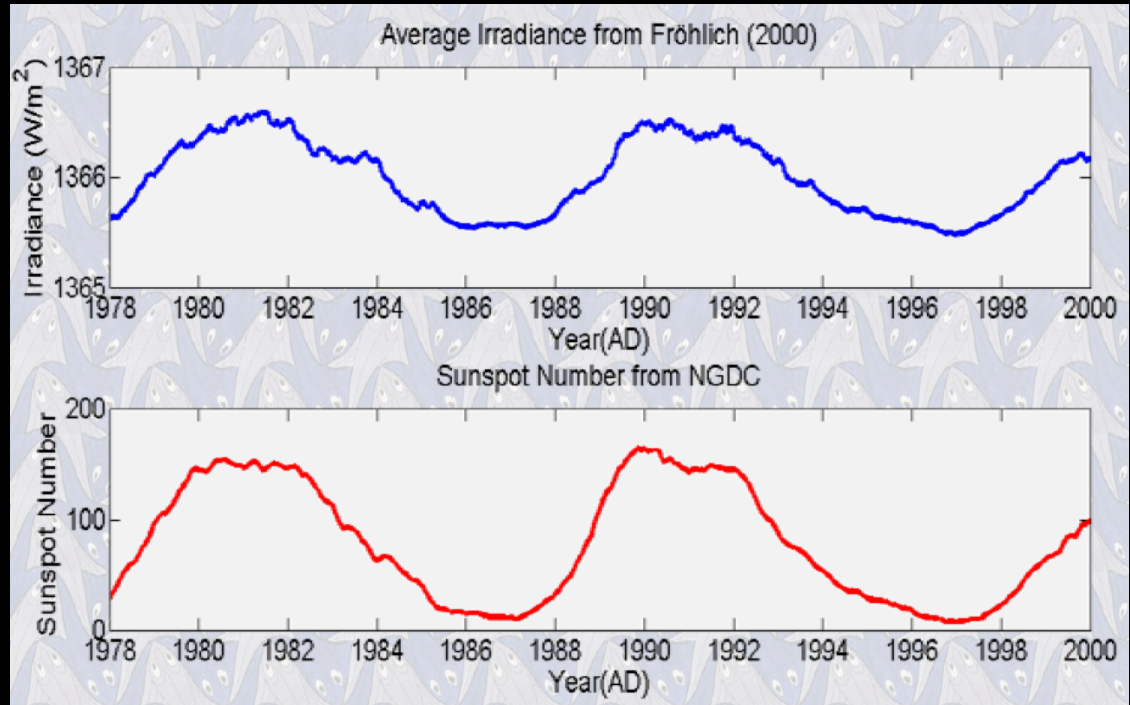 Average Irradiance from Fröhlich (2000)
Irradiance (W/m²)
1367
1366
1365
1978 1980 1982 1984 1986 1988 1990 1992 1994 1996 1998 2000
Year(AD)
Sunspot Number from NGDC
Sunspot Number
200
100
0
1978 1980 1982 1984 1986 1988 1990 1992 1994 1996 1998 2000
Year(AD)